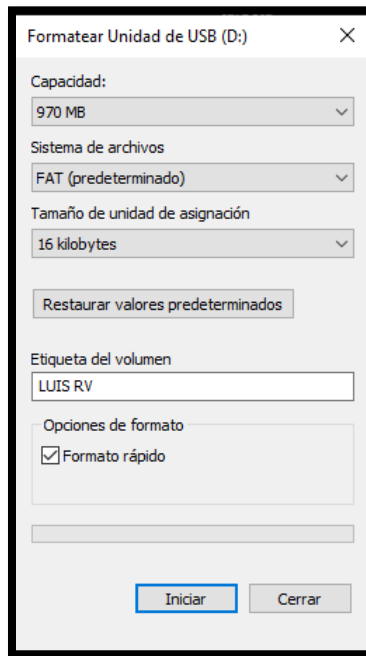 Formatear Unidad de USB (D:)
Capacidad:
970 MB
Sistema de archivos
FAT (predeterminado)
Tamaño de unidad de asignación
16 kilobytes
Restaurar valores predeterminados
Etiqueta del volumen
LUIS RV
Opciones de formato
Formato rápido
Iniciar Cerrar